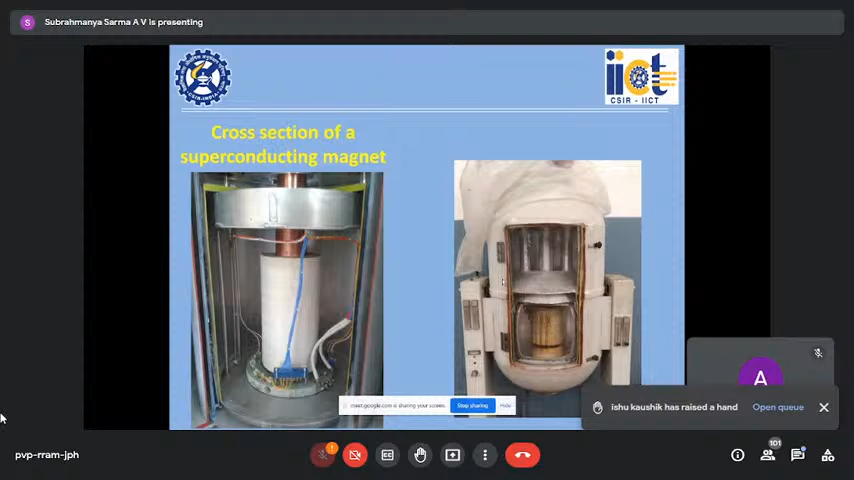 S
Subrahmanya Sarma A V is presenting
iict
CSIR - IICT
Cross section of a
superconducting magnet
A
meet.google.com is sharing your screen.
Stop sharing
Hide
ishu kaushik has raised a hand
Open queue
pvp-rram-jph
101